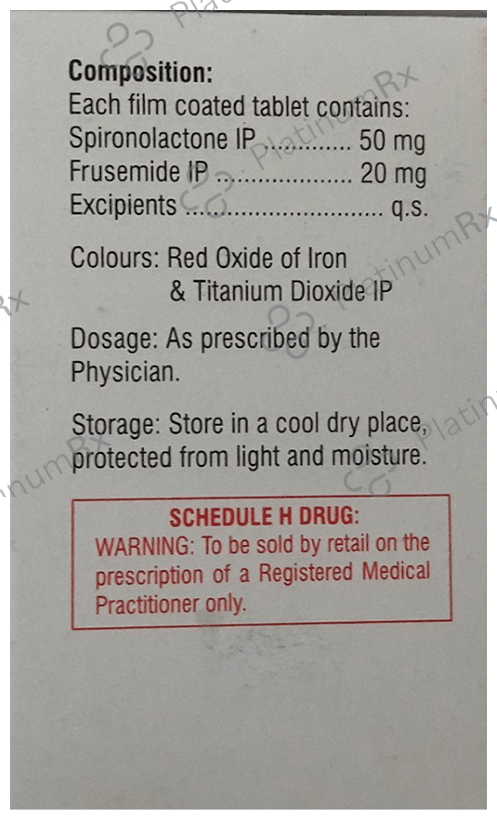 Composition:
Each film coated tablet contains:
Spironolactone IP ............. 50 mg
Frusemide IP .................... 20 mg
Excipients ............................. q.s.
Colours: Red Oxide of Iron
& Titanium Dioxide IP
Dosage: As prescribed by the
Physician.
Storage: Store in a cool dry place,
protected from light and moisture.
SCHEDULE H DRUG:
WARNING: To be sold by retail on the
prescription of a Registered Medical
Practitioner only.
PlatinumRx
PlatinumRx